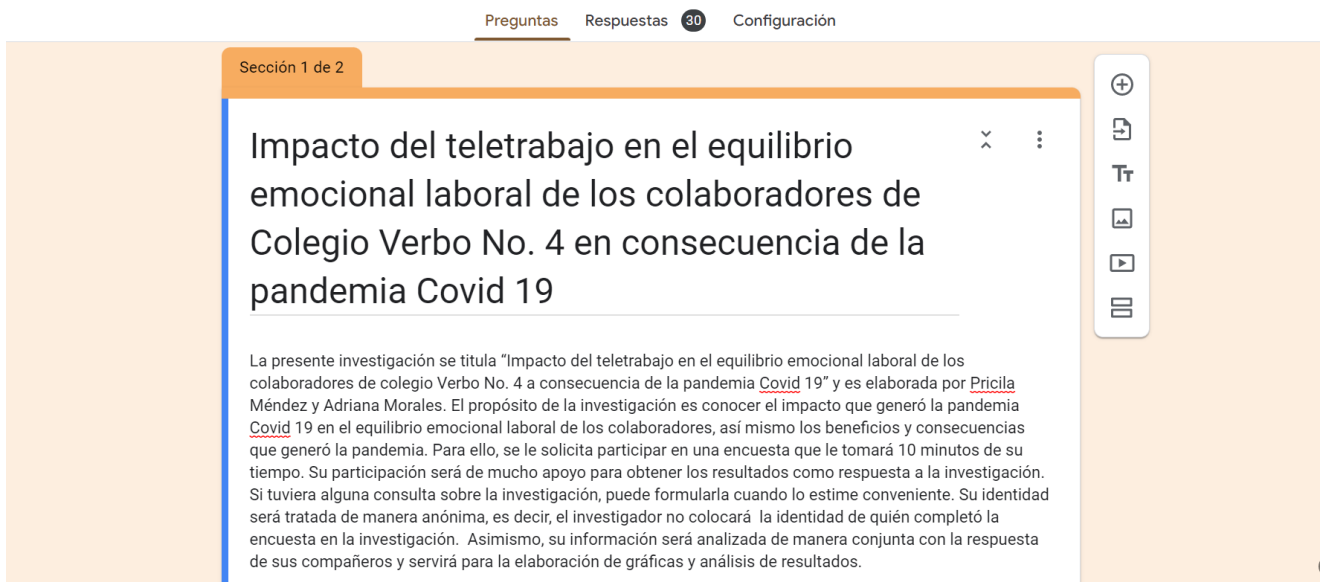 Preguntas Respuestas 30 Configuración
Sección 1 de 2
Impacto del teletrabajo en el equilibrio
emocional laboral de los colaboradores de
Colegio Verbo No. 4 en consecuencia de la
pandemia Covid 19
La presente investigación se titula “Impacto del teletrabajo en el equilibrio emocional laboral de los
colaboradores de colegio Verbo No. 4 a consecuencia de la pandemia Covid 19” y es elaborada por Pricila
Méndez y Adriana Morales. El propósito de la investigación es conocer el impacto que generó la pandemia
Covid 19 en el equilibrio emocional laboral de los colaboradores, así mismo los beneficios y consecuencias
que generó la pandemia. Para ello, se le solicita participar en una encuesta que le tomará 10 minutos de su
tiempo. Su participación será de mucho apoyo para obtener los resultados como respuesta a la investigación.
Si tuviera alguna consulta sobre la investigación, puede formularla cuando lo estime conveniente. Su identidad
será tratada de manera anónima, es decir, el investigador no colocará  la identidad de quién completó la
encuesta en la investigación.  Asimismo, su información será analizada de manera conjunta con la respuesta
de sus compañeros y servirá para la elaboración de gráficas y análisis de resultados.
Tт